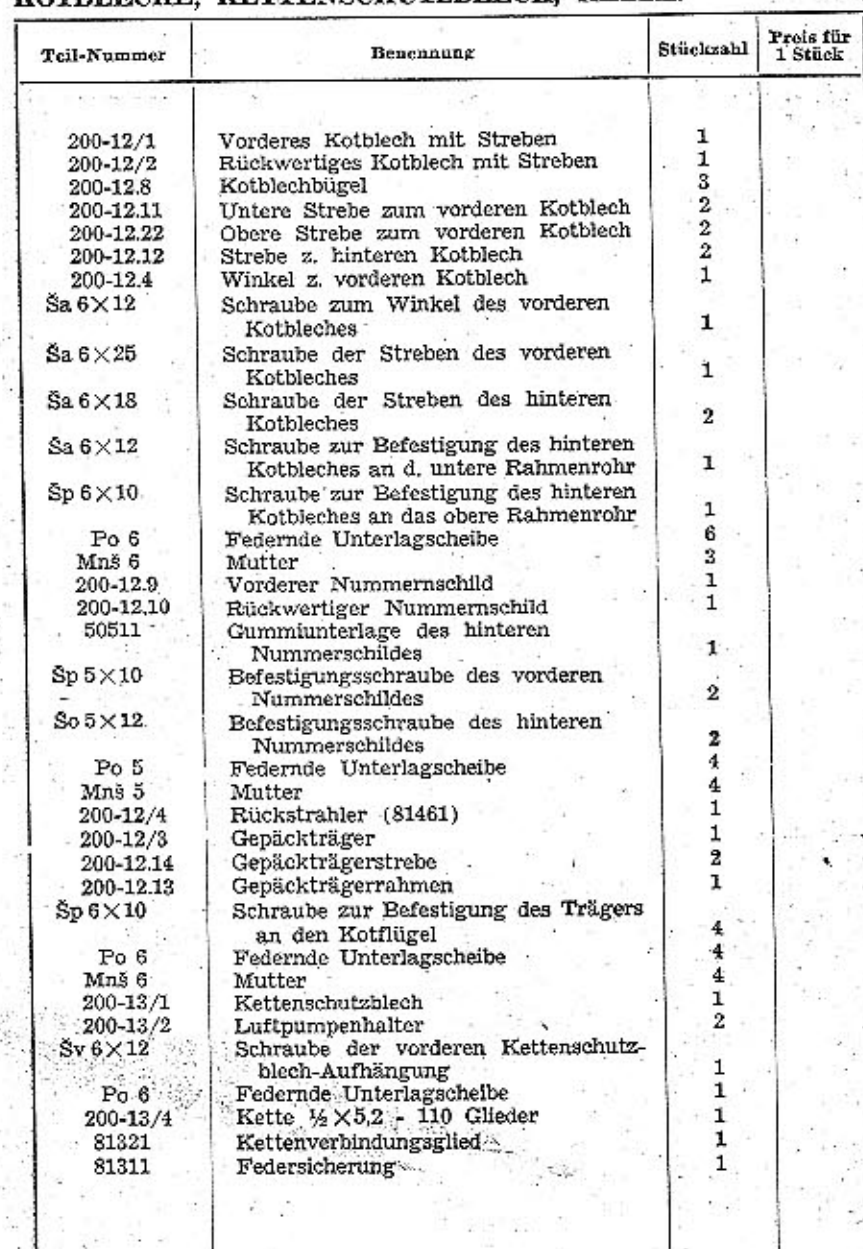 KOTBLECHE, KETTENSCHUTZBLECH, KETTE.
Teil-Nummer Benennung Stückzahl Preis für 1 Stück
200-12/1 Vorderes Kotblech mit Streben 1
200-12/2 Rückwertiges Kotblech mit Streben 1
200-12.8 Kotblechbügel 3
200-12.11 Untere Strebe zum vorderen Kotblech 2
200-12.22 Obere Strebe zum vorderen Kotblech 2
200-12.12 Strebe z. hinteren Kotblech 2
200-12.4 Winkel z. vorderen Kotblech 1
Ša 6×12 Schraube zum Winkel des vorderen
Kotbleches 1
Ša 6×25 Schraube der Streben des vorderen
Kotbleches 1
Ša 6×18 Schraube der Streben des hinteren
Kotbleches 2
Ša 6×12 Schraube zur Befestigung des hinteren
Kotbleches an d. untere Rahmenrohr 1
Šp 6×10 Schraube zur Befestigung des hinteren
Kotbleches an das obere Rahmenrohr 1
Po 6 Federnde Unterlagscheibe 6
Mnš 6 Mutter 3
200-12.9 Vorderer Nummernschild 1
200-12.10 Rückwertiger Nummernschild 1
50511 Gummiunterlage des hinteren
Nummerschildes 1
Šp 5×10 Befestigungsschraube des vorderen
Nummerschildes 2
Šo 5×12 Befestigungsschraube des hinteren
Nummerschildes 2
Po 5 Federnde Unterlagscheibe 4
Mnš 5 Mutter 4
200-12/4 Rückstrahler (81461) 1
200-12/3 Gepäckträger 1
200-12.14 Gepäckträgerstrebe 2
200-12.13 Gepäckträgerrahmen 1
Šp 6×10 Schraube zur Befestigung des Trägers
an den Kotflügel 4
Po 6 Federnde Unterlagscheibe 4
Mnš 6 Mutter 4
200-13/1 Kettenschutzblech 1
200-13/2 Luftpumpenhalter 2
Šv 6×12 Schraube der vorderen Kettenschutz-
blech-Aufhängung 1
Po 6 Federnde Unterlagscheibe 1
200-13/4 Kette ½×5,2 - 110 Glieder 1
81321 Kettenverbindungsglied 1
81311 Federsicherung 1